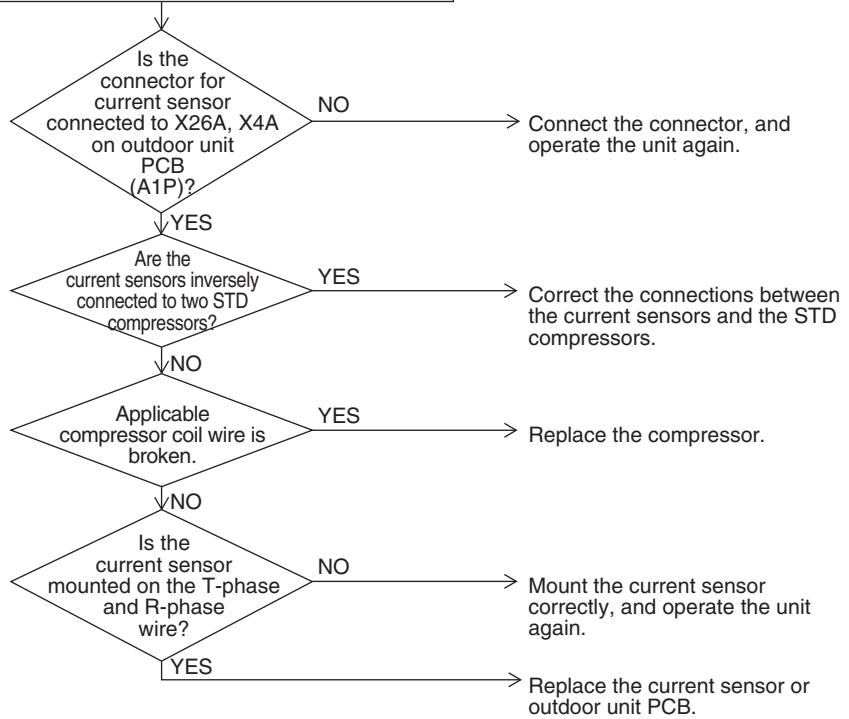 Is the
connector for
current sensor
connected to X26A, X4A
on outdoor unit
PCB
(A1P)?
NO
Connect the connector, and
operate the unit again.
YES
Are the
current sensors inversely
connected to two STD
compressors?
YES
Correct the connections between
the current sensors and the STD
compressors.
NO
Applicable
compressor coil wire is
broken.
YES
Replace the compressor.
NO
Is the
current sensor
mounted on the T-phase
and R-phase
wire?
NO
Mount the current sensor
correctly, and operate the unit
again.
YES
Replace the current sensor or
outdoor unit PCB.